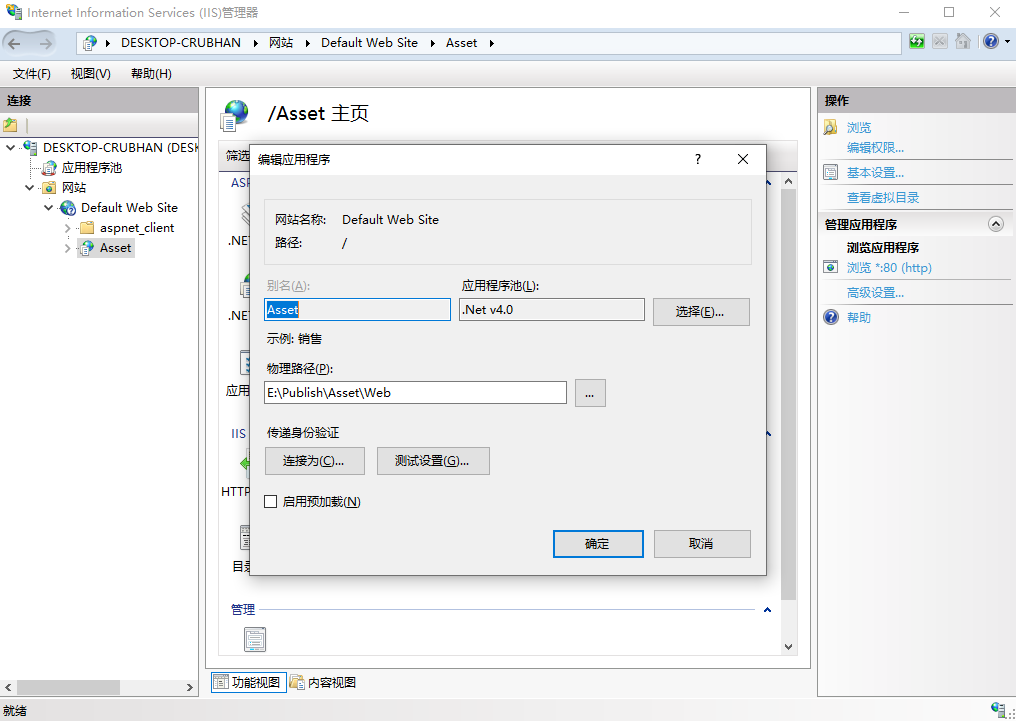 Internet Information Services (IIS)管理器
DESKTOP-CRUBHAN 网站 Default Web Site Asset
文件(F) 视图(V) 帮助(H)
连接
DESKTOP-CRUBHAN (DESK
应用程序池
网站
Default Web Site
aspnet_client
Asset
/Asset 主页
筛选
ASP
.NET
.NET
应用
IIS
HTTP
目录
管理
功能视图 内容视图
编辑应用程序
?
网站名称: Default Web Site
路径: /
别名(A): 应用程序池(L):
Asset .Net v4.0 选择(E)...
示例: 销售
物理路径(P):
E:\Publish\Asset\Web ...
传递身份验证
连接为(C)... 测试设置(G)...
启用预加载(N)
确定 取消
操作
浏览
编辑权限...
基本设置...
查看虚拟目录
管理应用程序
浏览应用程序
浏览 *:80 (http)
高级设置...
帮助
就绪